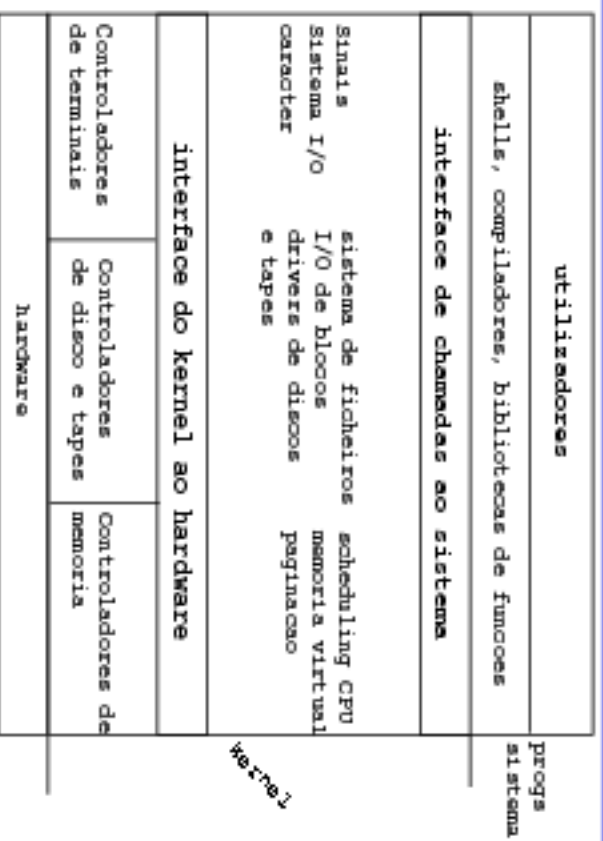 utilizadores
shells, compiladores, bibliotecas de funcoes
progs
sistema
interface de chamadas ao sistema
Sinais
Sistema I/O
caracter
sistema de ficheiros
I/O de blocos
drivers de discos
e tapes
scheduling CPU
memoria virtual
paginacao
kernel
interface do kernel ao hardware
Controladores
de terminais
Controladores
de disco e tapes
Controladores de
memoria
hardware